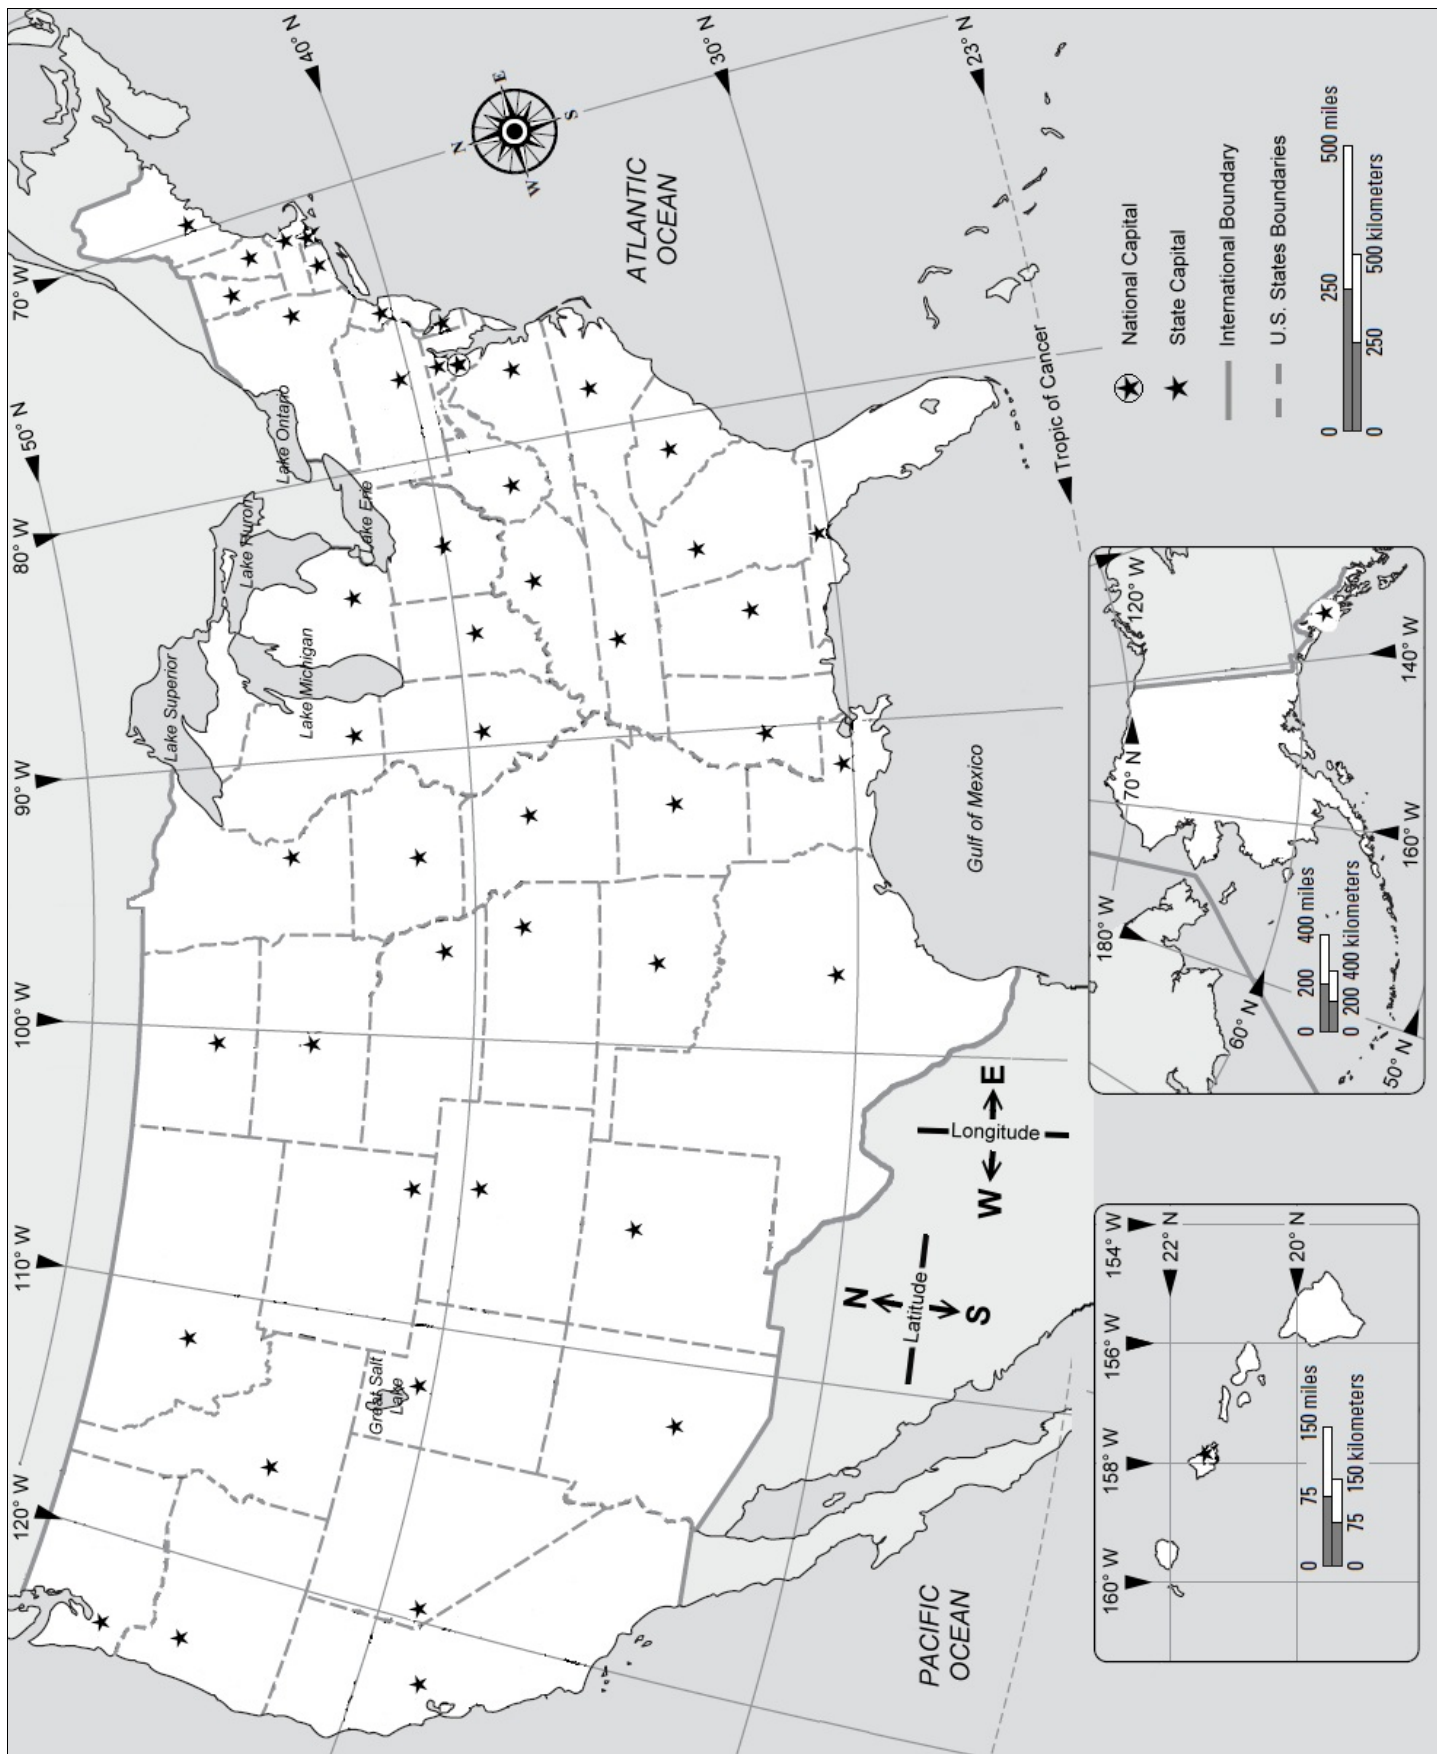 70° W
80° W
90° W
100° W
110° W
120° W
50° N
40° N
30° N
23° N
N
E
S
W
ATLANTIC
OCEAN
Lake Ontario
Lake Erie
Lake Huron
Lake Michigan
Lake Superior
Great Salt
Lake
Gulf of Mexico
Tropic of Cancer
PACIFIC
OCEAN
N
Latitude
S
W
E
Longitude
National Capital
State Capital
International Boundary
U.S. States Boundaries
0 250 500 miles
0 250 500 kilometers
180° W
160° W
140° W
120° W
70° N
60° N
50° N
0 200 400 miles
0 200 400 kilometers
160° W
158° W
156° W
154° W
22° N
20° N
0 75 150 miles
0 75 150 kilometers